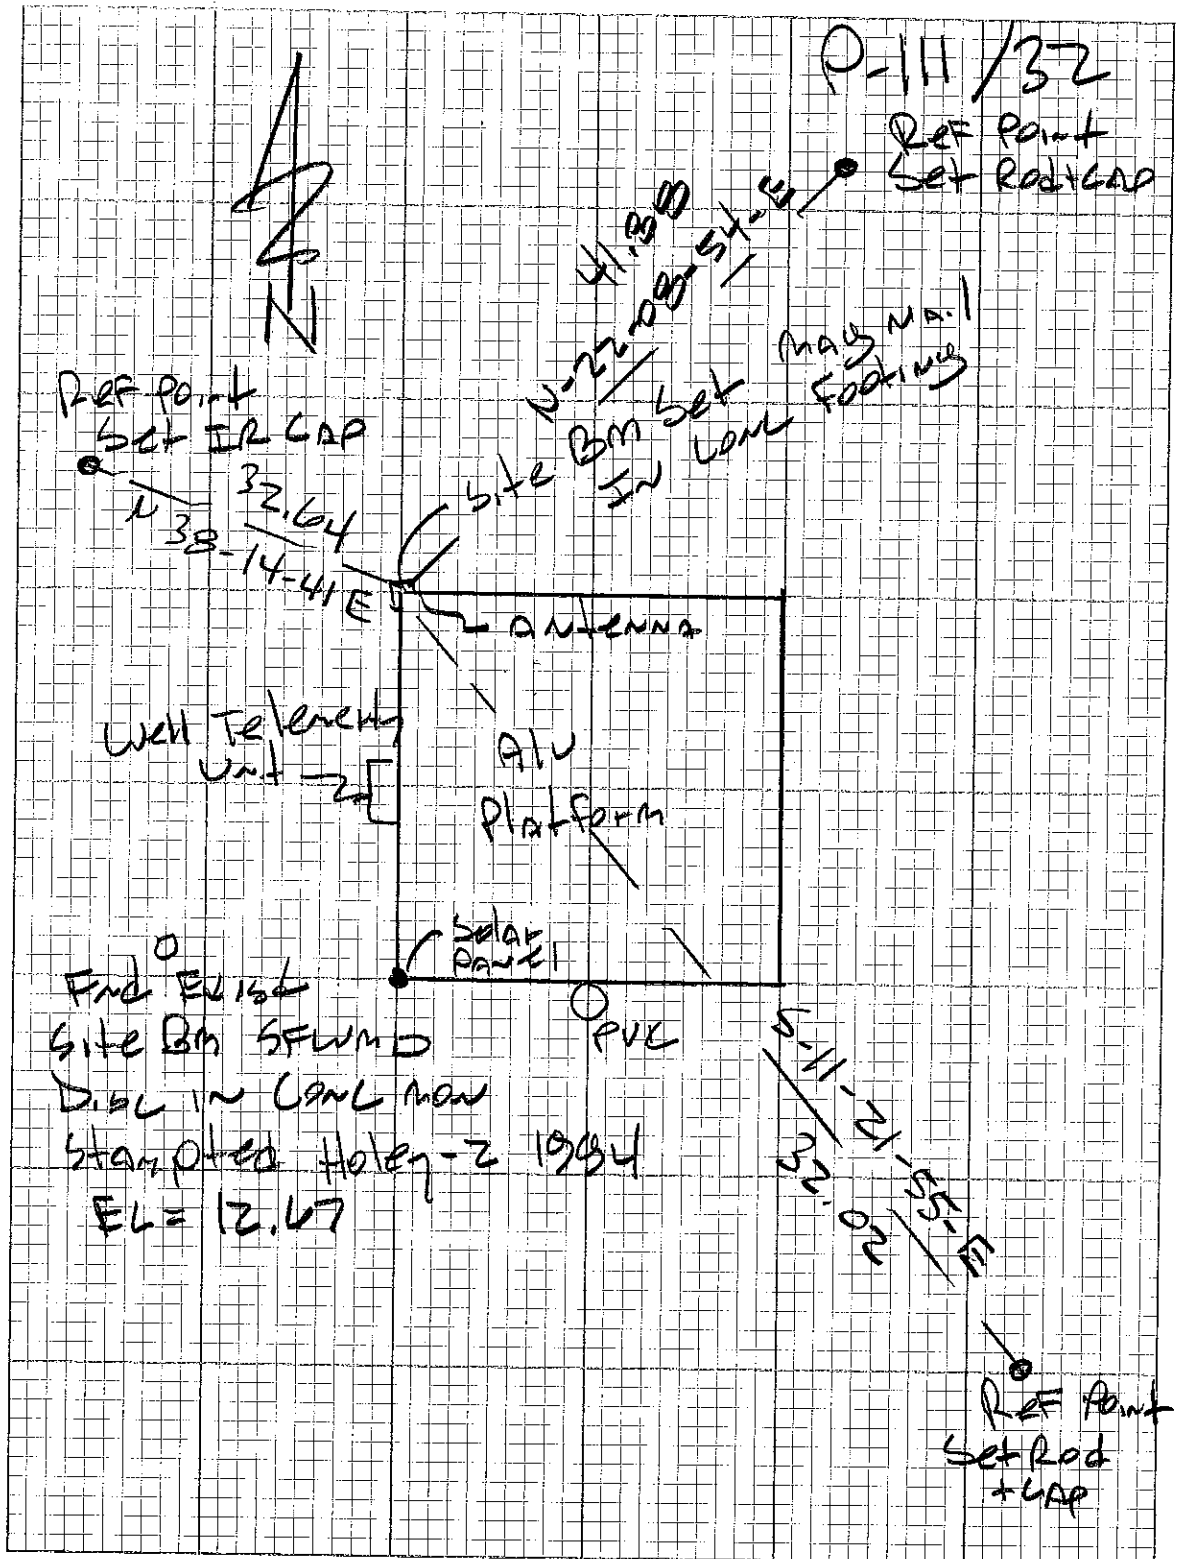 P-111/32
Ref Point
Set Rod+CAP
41.88
N-22-08-54-E
N
Ref Point
Set IR CAP
32.64
N 38-14-41 E
Site BM Set Mag Nail
IN CONC Footing
Antenna
Well Telemetry
Unit
Alu
Platform
Solar
Panel
PVC
Fnd Exist
Site BM SFWMD
Disc IN CONC MON
Stampted Holey-2 1994
EL = 12.67
S-11-21-55-E
32.02
Ref Point
Set Rod
+CAP